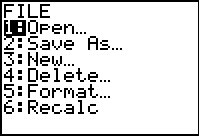 FILE
1:Open…
2:Save As…
3:New…
4:Delete…
5:Format…
6:Recalc